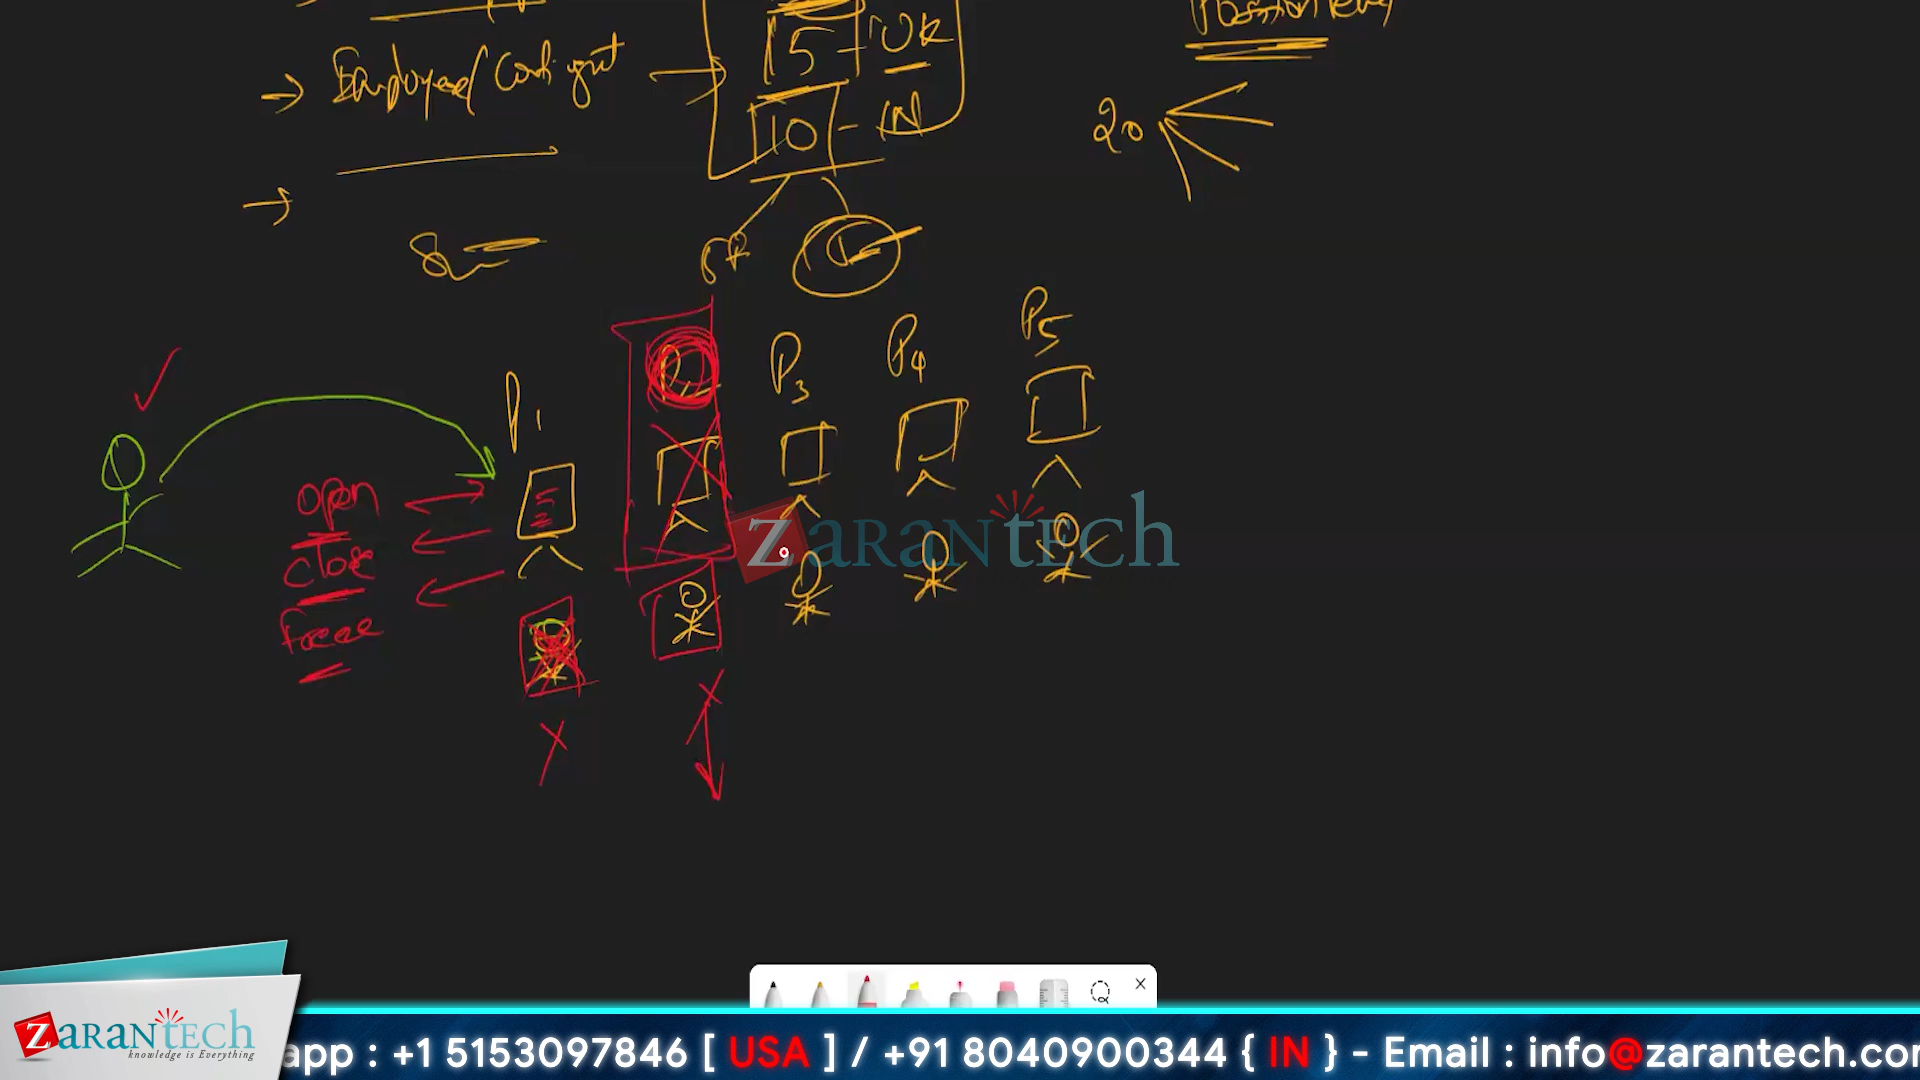 15 - UK
→ Employee/Contingent →
10 - IN
20
→
P5
P4
P3
P1
open
close
freeze
ZaranTech
ZaranTech
knowledge is Everything
app : +1 5153097846 [ USA ] / +91 8040900344 { IN } - Email : info@zarantech.com